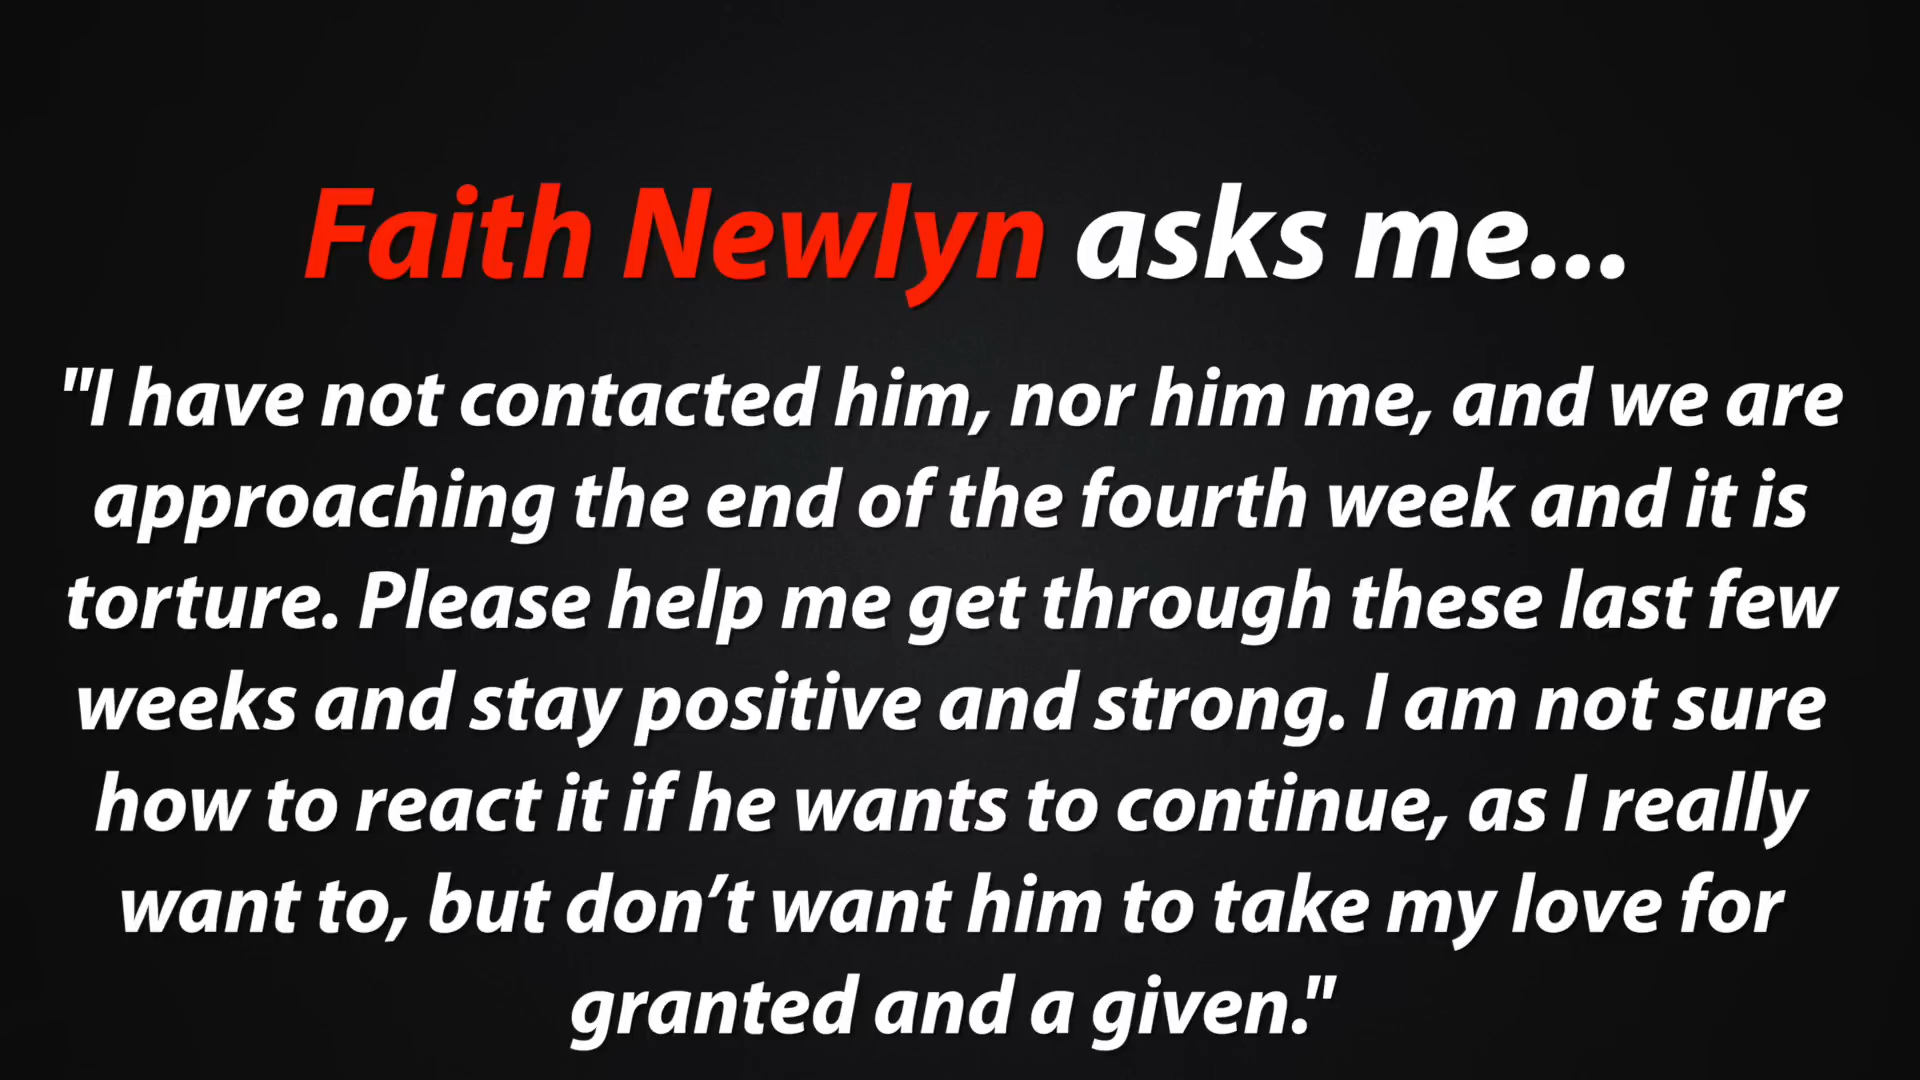 Faith Newlyn asks me...
"I have not contacted him, nor him me, and we are
approaching the end of the fourth week and it is
torture. Please help me get through these last few
weeks and stay positive and strong. I am not sure
how to react it if he wants to continue, as I really
want to, but don’t want him to take my love for
granted and a given."